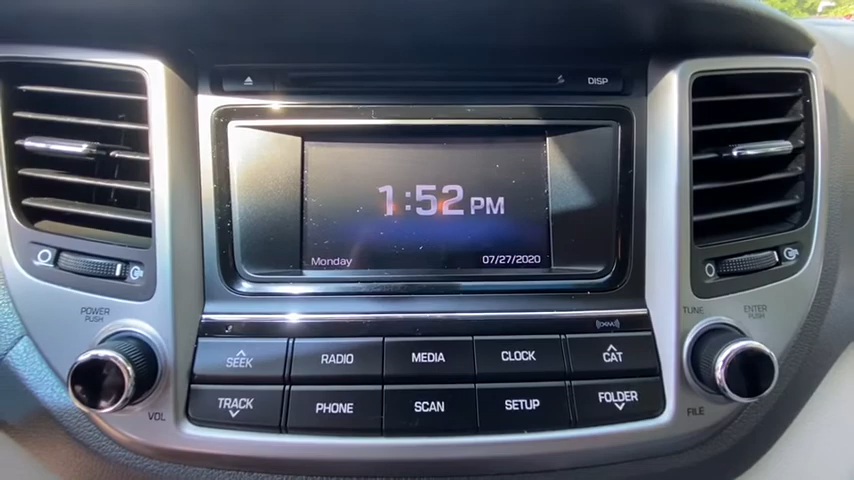 DISP
1:52 PM
Monday 07/27/2020
POWER
PUSH
VOL
SEEK
TRACK
RADIO
MEDIA
CLOCK
CAT
PHONE
SCAN
SETUP
FOLDER
((SXM))
TUNE
ENTER
PUSH
FILE